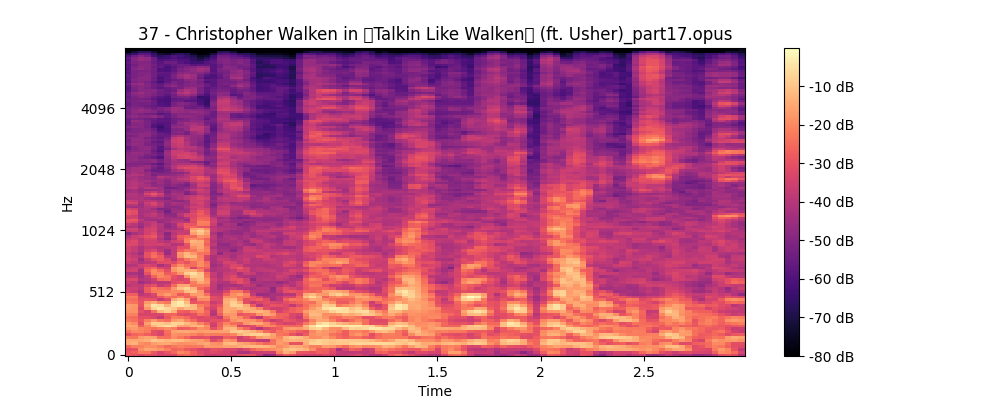 37 - Christopher Walken in ▯Talkin Like Walken▯ (ft. Usher)_part17.opus
Hz
4096
2048
1024
512
0
0 0.5 1 1.5 2 2.5
Time
-10 dB
-20 dB
-30 dB
-40 dB
-50 dB
-60 dB
-70 dB
-80 dB